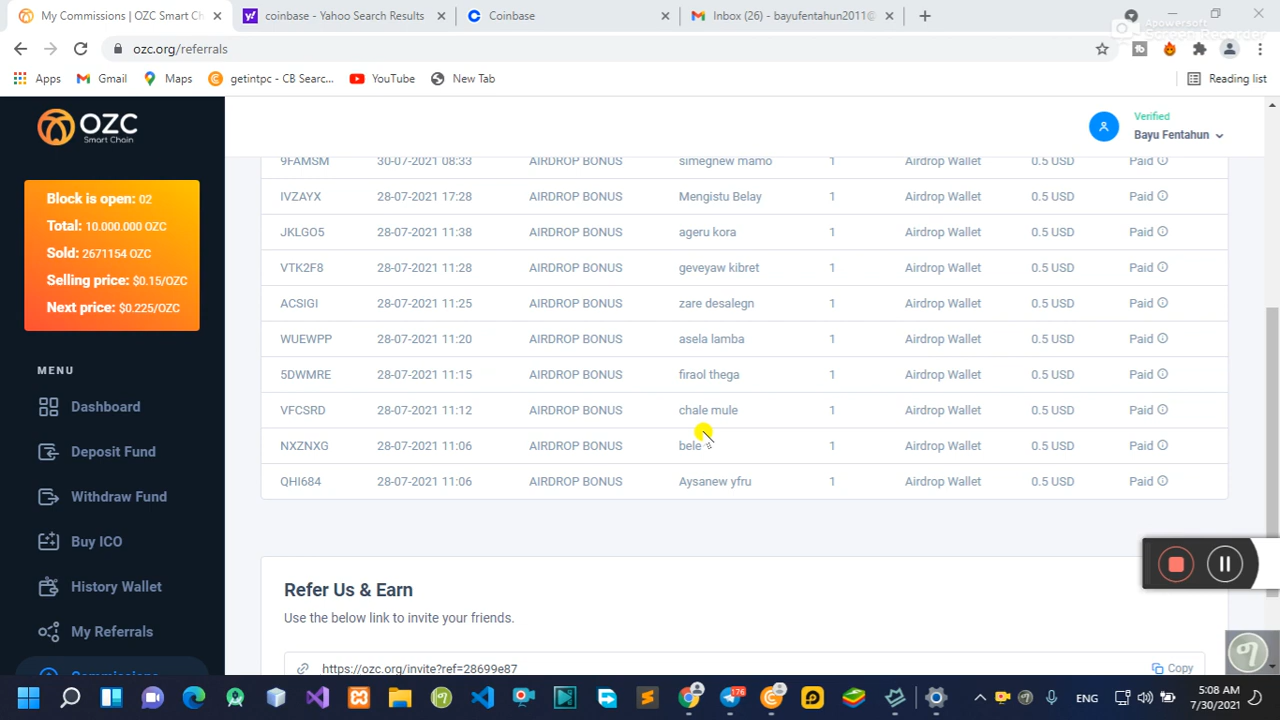 My Commissions | OZC Smart Chain
coinbase - Yahoo Search Results
Coinbase
Inbox (26) - bayufentahun2011@
Apowersoft
Screen Recorder
ozc.org/referrals
Apps
Gmail
Maps
getintpc - CB Searc...
YouTube
New Tab
Reading list
OZC
Smart Chain
Verified
Bayu Fentahun
Block is open: 02
Total: 10.000.000 OZC
Sold: 2671154 OZC
Selling price: $0.15/OZC
Next price: $0.225/OZC
MENU
Dashboard
Deposit Fund
Withdraw Fund
Buy ICO
History Wallet
My Referrals
Commissions
9FAMSM 30-07-2021 08:33 AIRDROP BONUS simegnew mamo 1 Airdrop Wallet 0.5 USD Paid
IVZAYX 28-07-2021 17:28 AIRDROP BONUS Mengistu Belay 1 Airdrop Wallet 0.5 USD Paid
JKLGO5 28-07-2021 11:38 AIRDROP BONUS ageru kora 1 Airdrop Wallet 0.5 USD Paid
VTK2F8 28-07-2021 11:28 AIRDROP BONUS geveyaw kibret 1 Airdrop Wallet 0.5 USD Paid
ACSIGI 28-07-2021 11:25 AIRDROP BONUS zare desalegn 1 Airdrop Wallet 0.5 USD Paid
WUEWPP 28-07-2021 11:20 AIRDROP BONUS asela lamba 1 Airdrop Wallet 0.5 USD Paid
5DWMRE 28-07-2021 11:15 AIRDROP BONUS firaol thega 1 Airdrop Wallet 0.5 USD Paid
VFCSRD 28-07-2021 11:12 AIRDROP BONUS chale mule 1 Airdrop Wallet 0.5 USD Paid
NXZNXG 28-07-2021 11:06 AIRDROP BONUS bele 1 Airdrop Wallet 0.5 USD Paid
QHI684 28-07-2021 11:06 AIRDROP BONUS Aysanew yfru 1 Airdrop Wallet 0.5 USD Paid
Refer Us & Earn
Use the below link to invite your friends.
https://ozc.org/invite?ref=28699e87
Copy
176
ENG
5:08 AM
7/30/2021